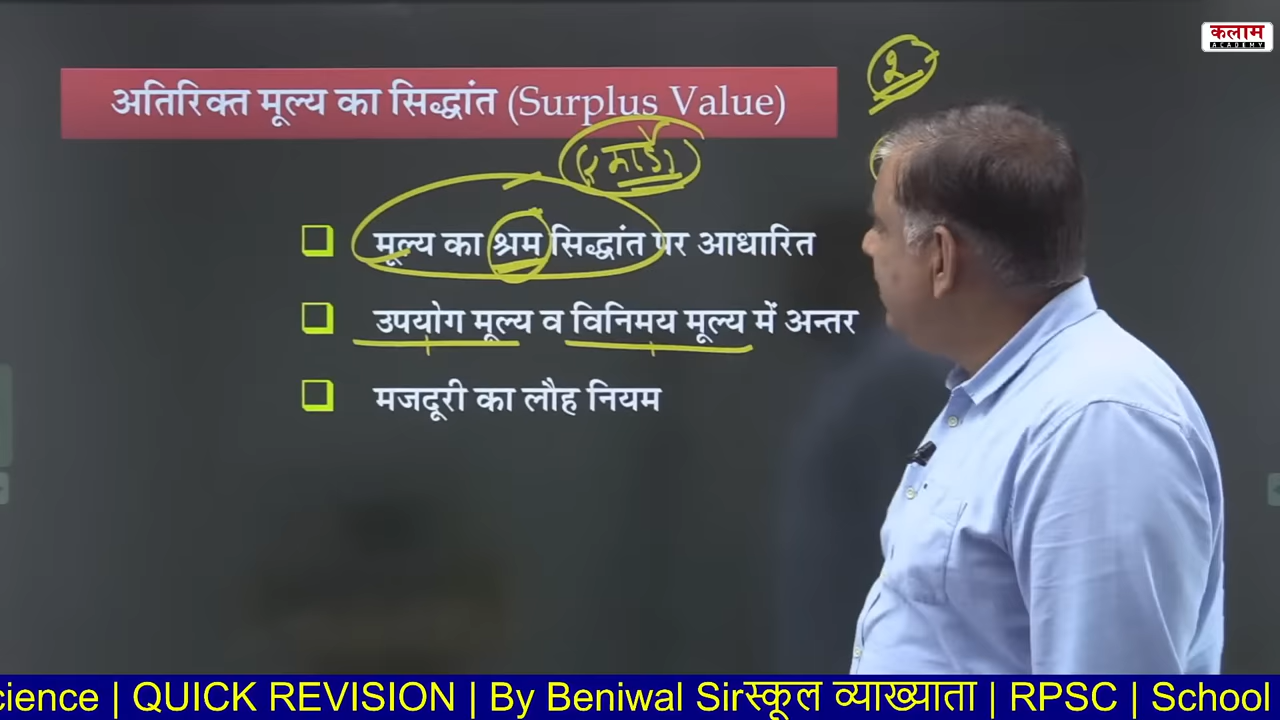 कलाम
ACADEMY
अतिरिक्त मूल्य का सिद्धांत (Surplus Value)
२
मूल्य का श्रम सिद्धांत पर आधारित
उपयोग मूल्य व विनिमय मूल्य में अन्तर
मजदूरी का लौह नियम
cience | QUICK REVISION | By Beniwal Sirस्कूल व्याख्याता | RPSC | School